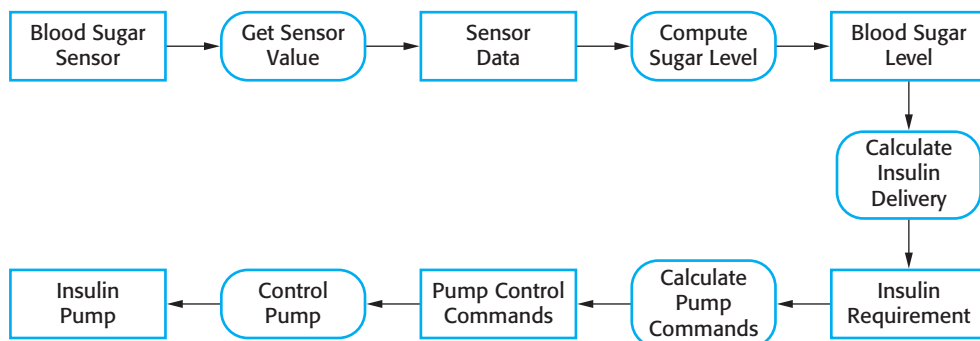 Blood Sugar
Sensor
Get Sensor
Value
Sensor
Data
Compute
Sugar Level
Blood Sugar
Level
Calculate
Insulin
Delivery
Insulin
Requirement
Calculate
Pump
Commands
Pump Control
Commands
Control
Pump
Insulin
Pump